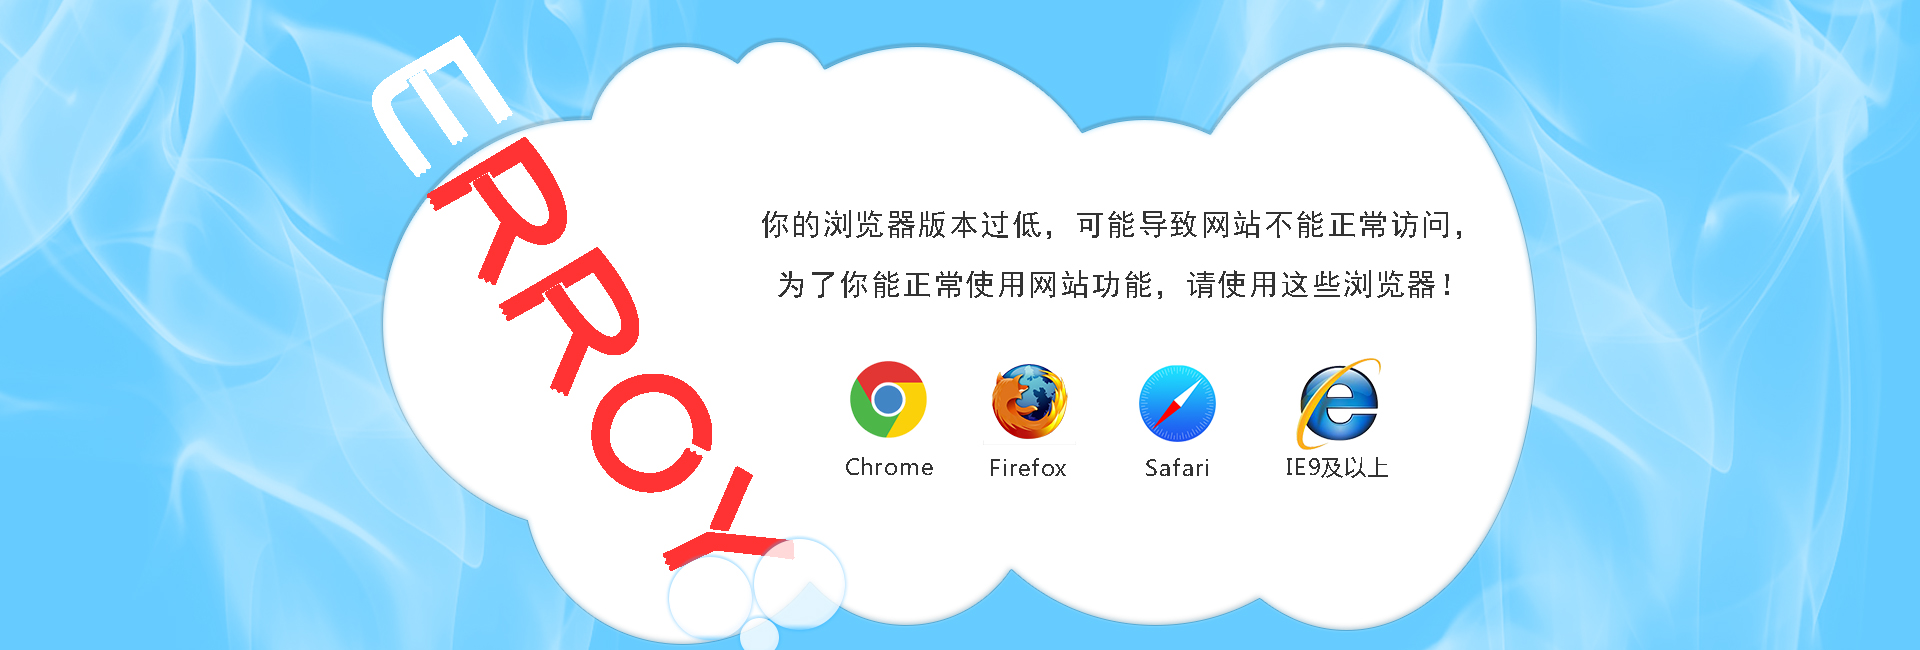 ERROY
你的浏览器版本过低，可能导致网站不能正常访问，
为了你能正常使用网站功能，请使用这些浏览器！
Chrome
Firefox
Safari
IE9及以上